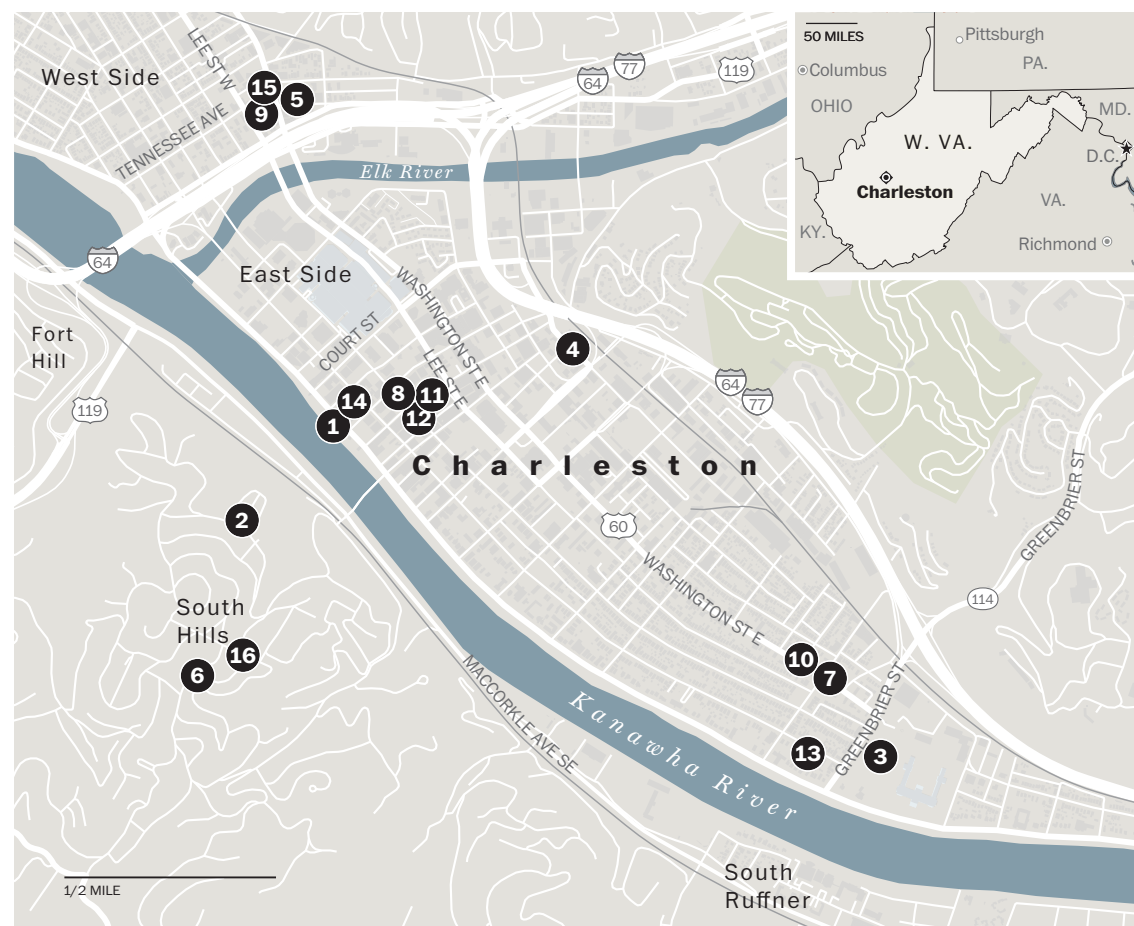 50 MILES
Pittsburgh
PA.
Columbus
OHIO
MD.
W. VA.
D.C.
Charleston
VA.
KY.
Richmond
West Side
LEE ST W
15
5
9
TENNESSEE AVE
64
77
119
Elk River
64
East Side
WASHINGTON ST E
COURT ST
LEE ST E
Fort
Hill
4
119
64
77
8
11
14
12
1
Charleston
GREENBRIER ST
2
60
WASHINGTON ST E
114
South
Hills
16
6
10
7
MACCORKLE AVE SE
Kanawha River
GREENBRIER ST
13
3
South
Ruffner
1/2 MILE